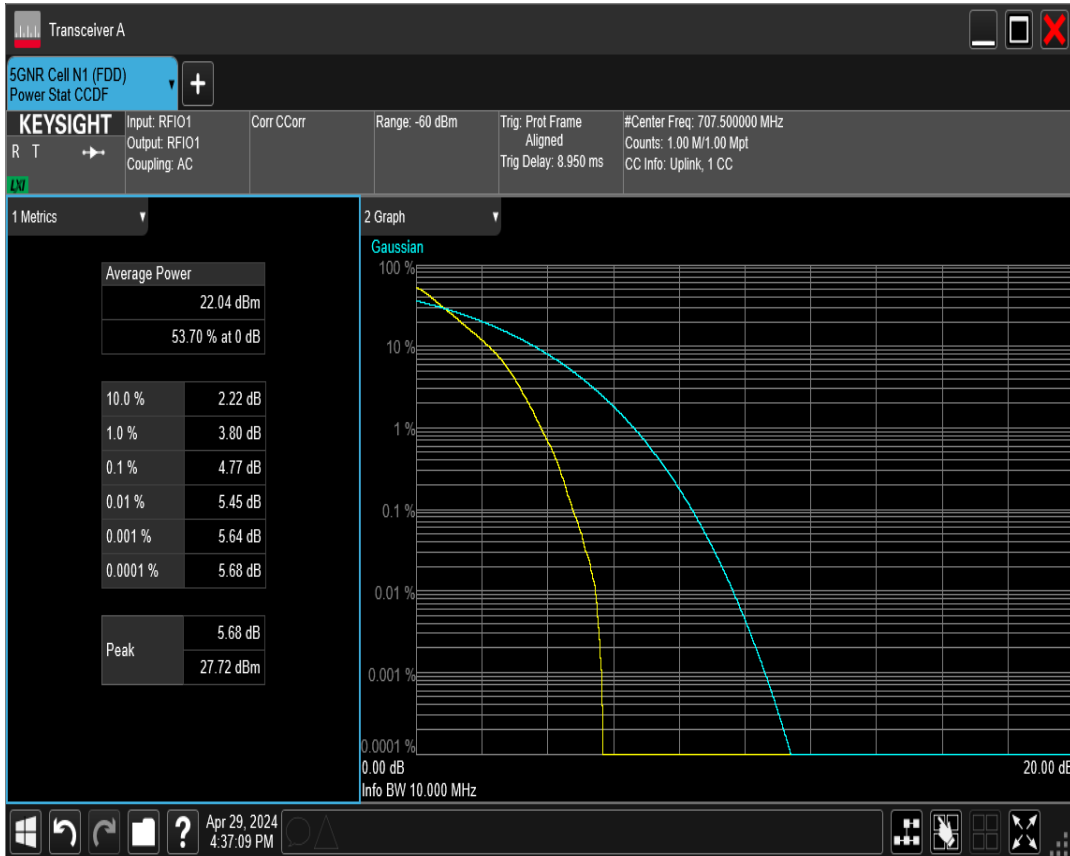 Transceiver A
5GNR Cell N1 (FDD)
Power Stat CCDF
+
KEYSIGHT
R T
LXI
Input: RFIO1
Output: RFIO1
Coupling: AC
Corr CCorr
Range: -60 dBm
Trig: Prot Frame
Aligned
Trig Delay: 8.950 ms
#Center Freq: 707.500000 MHz
Counts: 1.00 M/1.00 Mpt
CC Info: Uplink, 1 CC
1 Metrics
Average Power
22.04 dBm
53.70 % at 0 dB
10.0 % 2.22 dB
1.0 % 3.80 dB
0.1 % 4.77 dB
0.01 % 5.45 dB
0.001 % 5.64 dB
0.0001 % 5.68 dB
Peak 5.68 dB
27.72 dBm
2 Graph
Gaussian
100 %
10 %
1 %
0.1 %
0.01 %
0.001 %
0.0001 %
0.00 dB 20.00 dB
Info BW 10.000 MHz
?
Apr 29, 2024
4:37:09 PM